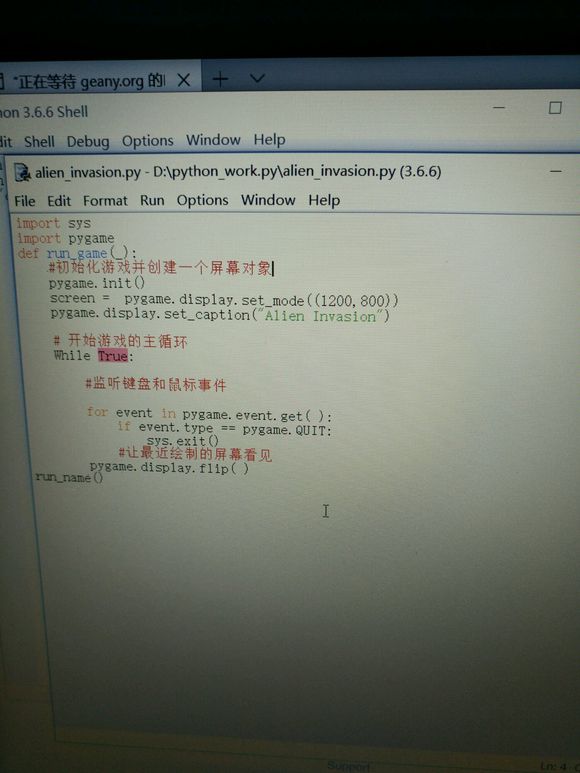 "正在等待 geany.org 的
hon 3.6.6 Shell
dit Shell Debug Options Window Help
alien_invasion.py - D:\python_work.py\alien_invasion.py (3.6.6)
File Edit Format Run Options Window Help
import sys
import pygame
def run_game(_):
#初始化游戏并创建一个屏幕对象
pygame.init()
screen = pygame.display.set_mode((1200,800))
pygame.display.set_caption("Alien Invasion")
# 开始游戏的主循环
While True:
#监听键盘和鼠标事件
for event in pygame.event.get( ):
if event.type == pygame.QUIT:
sys.exit()
#让最近绘制的屏幕看见
pygame.display.flip( )
run_name()
Support
Ln: 4